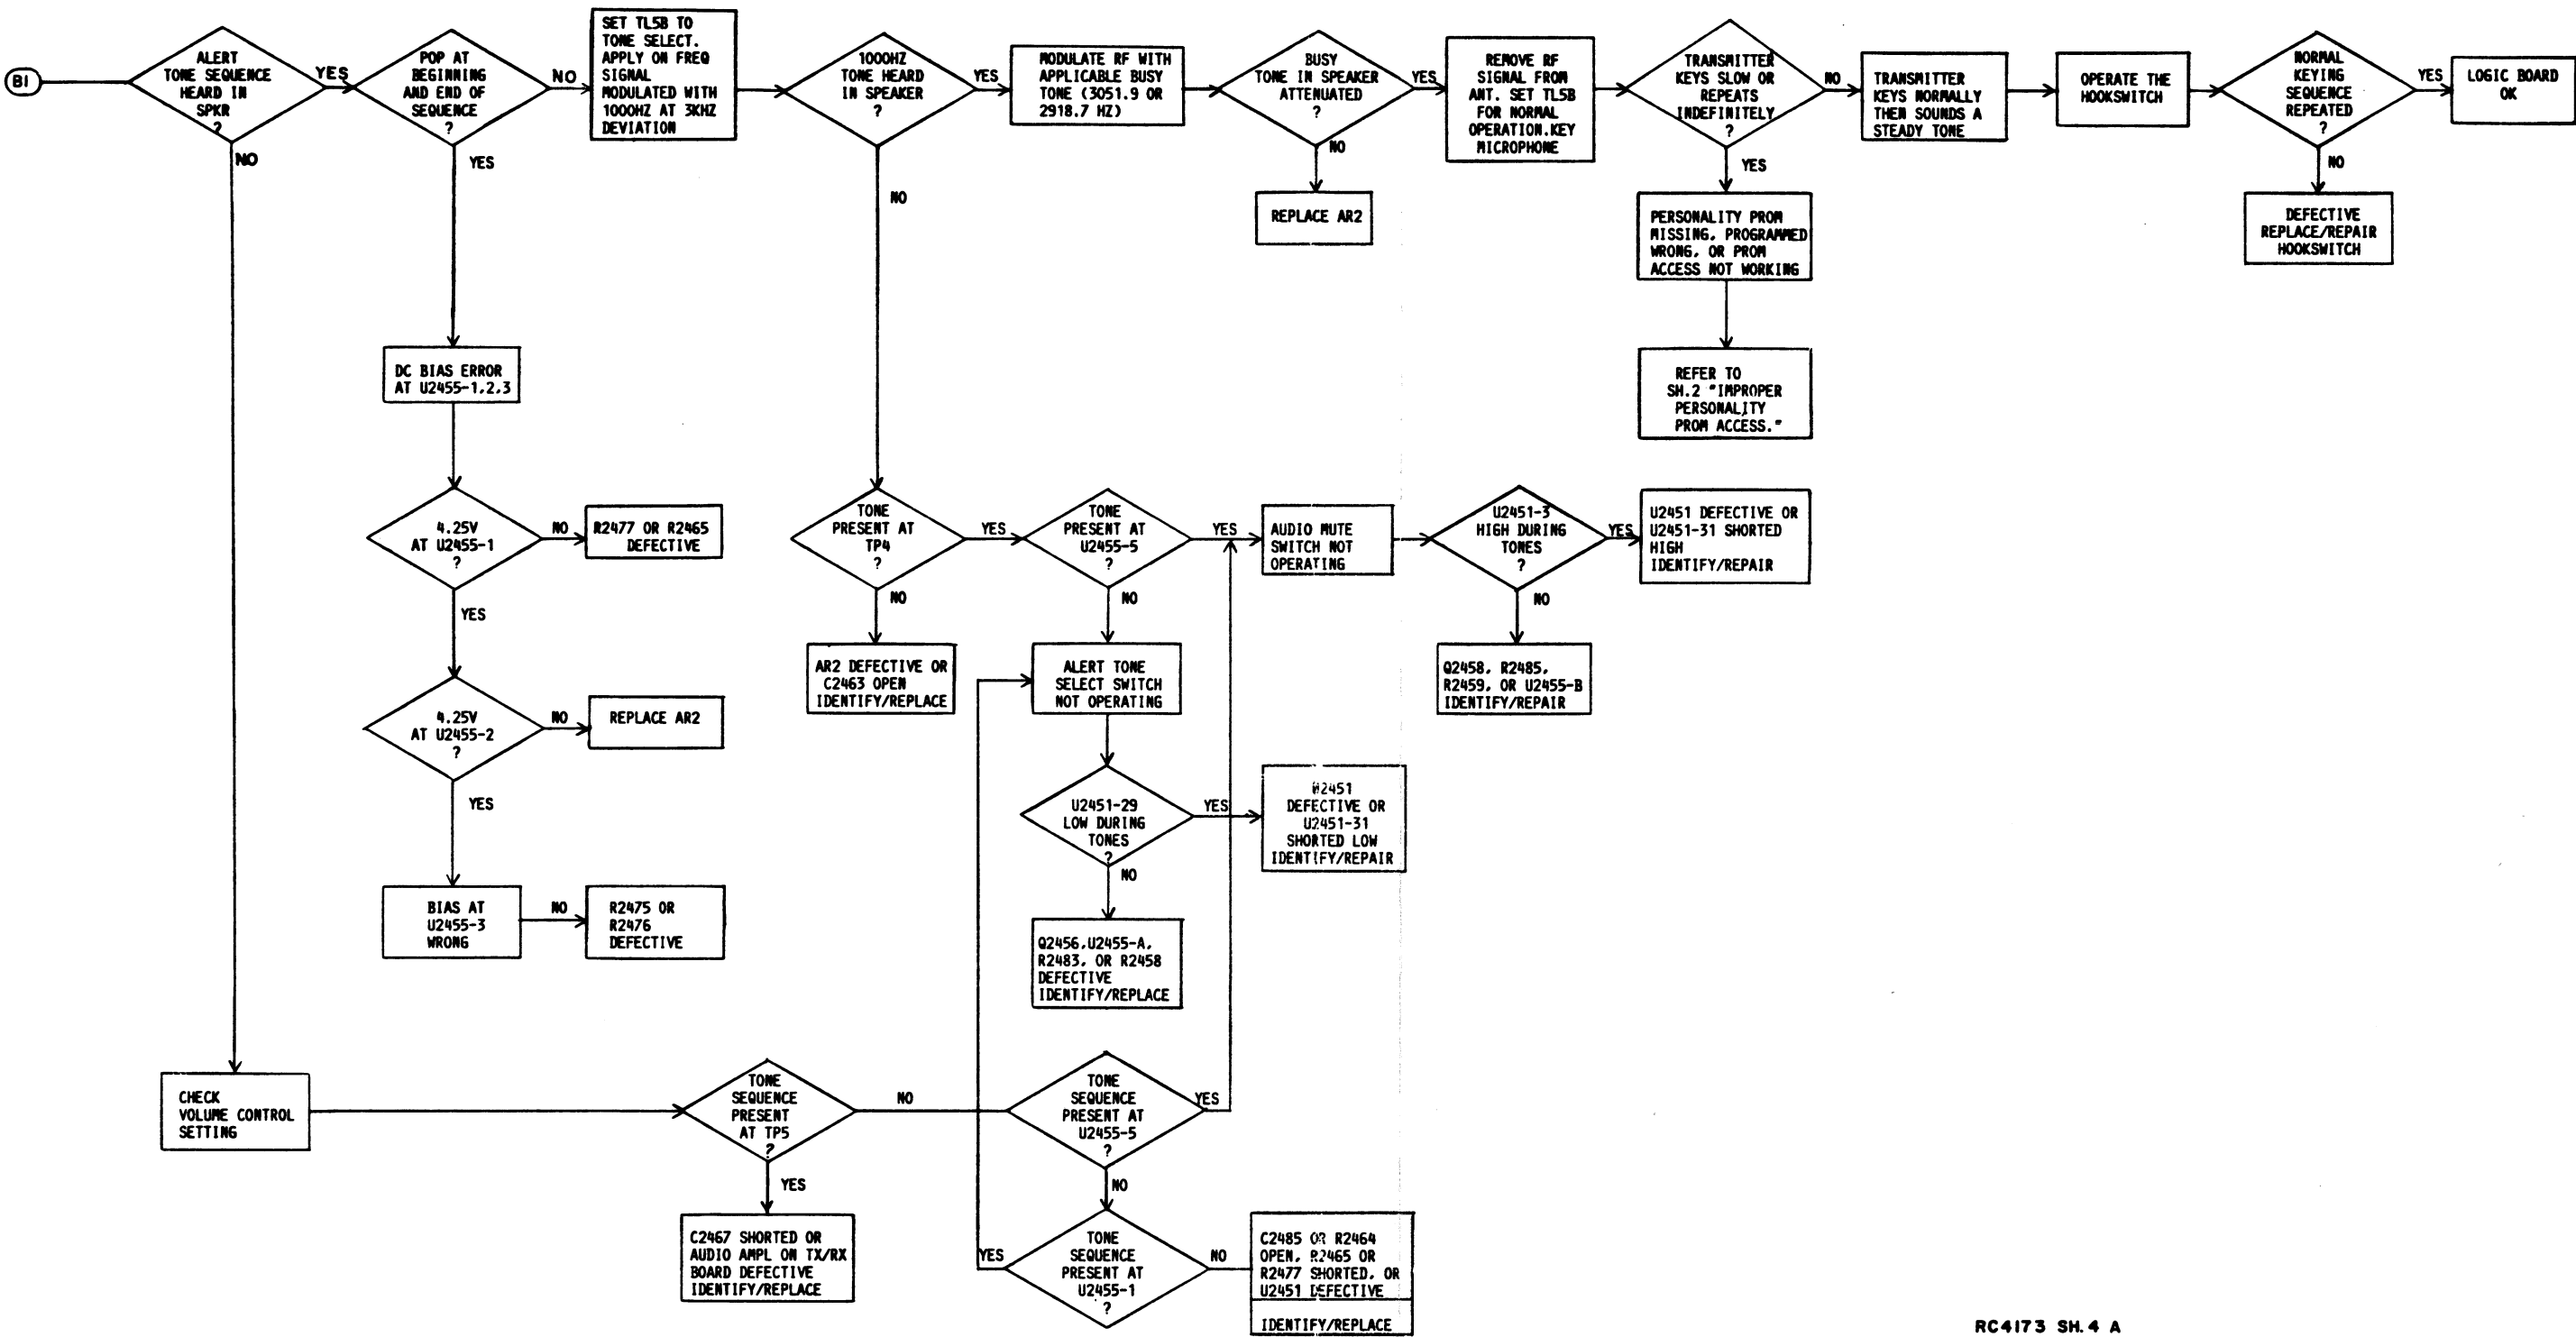 B1
ALERT
TONE SEQUENCE
HEARD IN
SPKR
?
YES
NO
POP AT
BEGINNING
AND END OF
SEQUENCE
?
NO
YES
SET TL5B TO
TONE SELECT.
APPLY ON FREQ
SIGNAL
MODULATED WITH
1000HZ AT 3KHZ
DEVIATION
1000HZ
TONE HEARD
IN SPEAKER
?
YES
NO
MODULATE RF WITH
APPLICABLE BUSY
TONE (3051.9 OR
2918.7 HZ)
BUSY
TONE IN SPEAKER
ATTENUATED
?
YES
NO
REPLACE AR2
REMOVE RF
SIGNAL FROM
ANT. SET TL5B
FOR NORMAL
OPERATION.KEY
MICROPHONE
TRANSMITTER
KEYS SLOW OR
REPEATS
INDEFINITELY
?
NO
YES
PERSONALITY PROM
MISSING, PROGRAMMED
WRONG, OR PROM
ACCESS NOT WORKING
REFER TO
SH.2 "IMPROPER
PERSONALITY
PROM ACCESS."
TRANSMITTER
KEYS NORMALLY
THEN SOUNDS A
STEADY TONE
OPERATE THE
HOOKSWITCH
NORMAL
KEYING
SEQUENCE
REPEATED
?
YES
NO
LOGIC BOARD
OK
DEFECTIVE
REPLACE/REPAIR
HOOKSWITCH
DC BIAS ERROR
AT U2455-1,2,3
4.25V
AT U2455-1
?
NO
R2477 OR R2465
DEFECTIVE
YES
4.25V
AT U2455-2
?
NO
REPLACE AR2
YES
BIAS AT
U2455-3
WRONG
NO
R2475 OR
R2476
DEFECTIVE
TONE
PRESENT AT
TP4
?
YES
NO
AR2 DEFECTIVE OR
C2463 OPEN
IDENTIFY/REPLACE
TONE
PRESENT AT
U2455-5
?
YES
NO
AUDIO MUTE
SWITCH NOT
OPERATING
U2451-3
HIGH DURING
TONES
?
YES
NO
U2451 DEFECTIVE OR
U2451-31 SHORTED
HIGH
IDENTIFY/REPAIR
Q2458, R2485,
R2459, OR U2455-B
IDENTIFY/REPAIR
ALERT TONE
SELECT SWITCH
NOT OPERATING
U2451-29
LOW DURING
TONES
?
YES
NO
U2451
DEFECTIVE OR
U2451-31
SHORTED LOW
IDENTIFY/REPAIR
Q2456,U2455-A,
R2483, OR R2458
DEFECTIVE
IDENTIFY/REPLACE
CHECK
VOLUME CONTROL
SETTING
TONE
SEQUENCE
PRESENT
AT TP5
?
NO
YES
C2467 SHORTED OR
AUDIO AMPL ON TX/RX
BOARD DEFECTIVE
IDENTIFY/REPLACE
TONE
SEQUENCE
PRESENT AT
U2455-5
?
YES
NO
TONE
SEQUENCE
PRESENT AT
U2455-1
?
YES
NO
C2485 OR R2464
OPEN, R2465 OR
R2477 SHORTED, OR
U2451 DEFECTIVE
IDENTIFY/REPLACE
RC4173 SH. 4 A